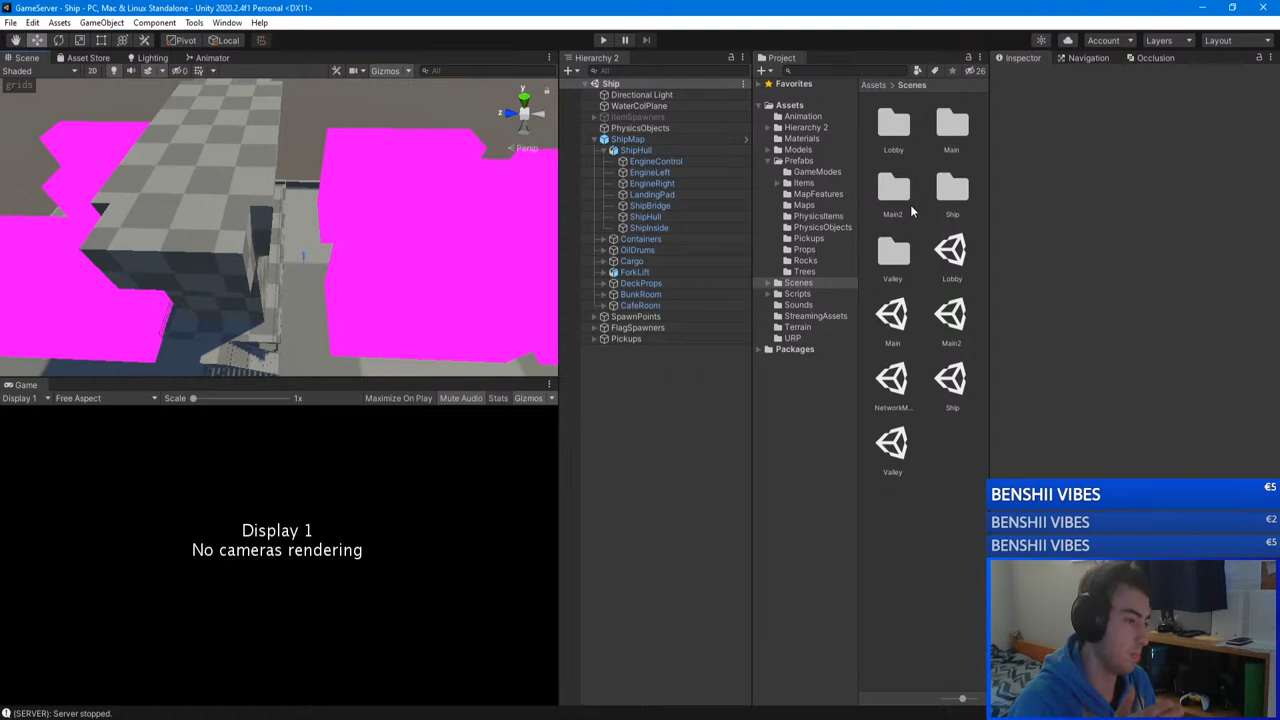 GameServer - Ship - PC, Mac & Linux Standalone - Unity 2020.2.4f1 Personal <DX11>
File Edit Assets GameObject Component Tools Window Help
Pivot Local Account Layers Layout
Scene Asset Store Lighting Animator
Shaded 2D 0 Gizmos All
grids
y
z
Persp
Game
Display 1 Free Aspect Scale 1x Maximize On Play Mute Audio Stats Gizmos
Display 1
No cameras rendering
Hierarchy 2
All
Ship
Directional Light
WaterColPlane
ItemSpawners
PhysicsObjects
ShipMap
ShipHull
EngineControl
EngineLeft
EngineRight
LandingPad
ShipBridge
ShipHull
ShipInside
Containers
OilDrums
Cargo
ForkLift
DeckProps
BunkRoom
CafeRoom
SpawnPoints
FlagSpawners
Pickups
Project
26
Favorites
Assets
Animation
Hierarchy 2
Materials
Models
Prefabs
GameModes
Items
MapFeatures
Maps
PhysicsItems
PhysicsObjects
Pickups
Props
Rocks
Trees
Scenes
Scripts
Sounds
StreamingAssets
Terrain
URP
Packages
Assets > Scenes
Lobby Main
Main2 Ship
Valley Lobby
Main Main2
NetworkM... Ship
Valley
Inspector Navigation Occlusion
BENSHII VIBES €5
BENSHII VIBES €2
BENSHII VIBES €5
(SERVER): Server stopped.